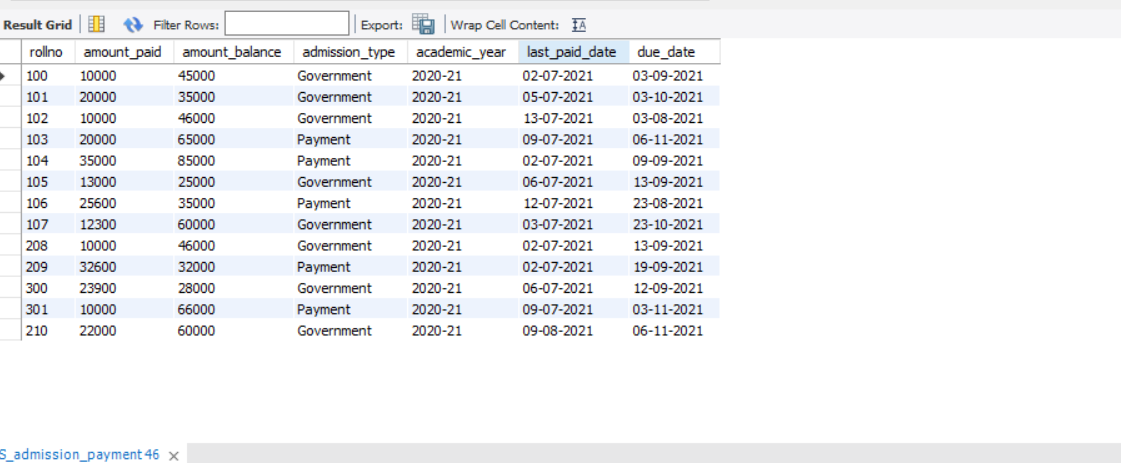 Result Grid Filter Rows: Export: Wrap Cell Content: IA
rollno amount_paid amount_balance admission_type academic_year last_paid_date due_date
100 10000 45000 Government 2020-21 02-07-2021 03-09-2021
101 20000 35000 Government 2020-21 05-07-2021 03-10-2021
102 10000 46000 Government 2020-21 13-07-2021 03-08-2021
103 20000 65000 Payment 2020-21 09-07-2021 06-11-2021
104 35000 85000 Payment 2020-21 02-07-2021 09-09-2021
105 13000 25000 Government 2020-21 06-07-2021 13-09-2021
106 25600 35000 Payment 2020-21 12-07-2021 23-08-2021
107 12300 60000 Government 2020-21 03-07-2021 23-10-2021
208 10000 46000 Government 2020-21 02-07-2021 13-09-2021
209 32600 32000 Payment 2020-21 02-07-2021 19-09-2021
300 23900 28000 Government 2020-21 06-07-2021 12-09-2021
301 10000 66000 Payment 2020-21 09-07-2021 03-11-2021
210 22000 60000 Government 2020-21 09-08-2021 06-11-2021
S_admission_payment 46